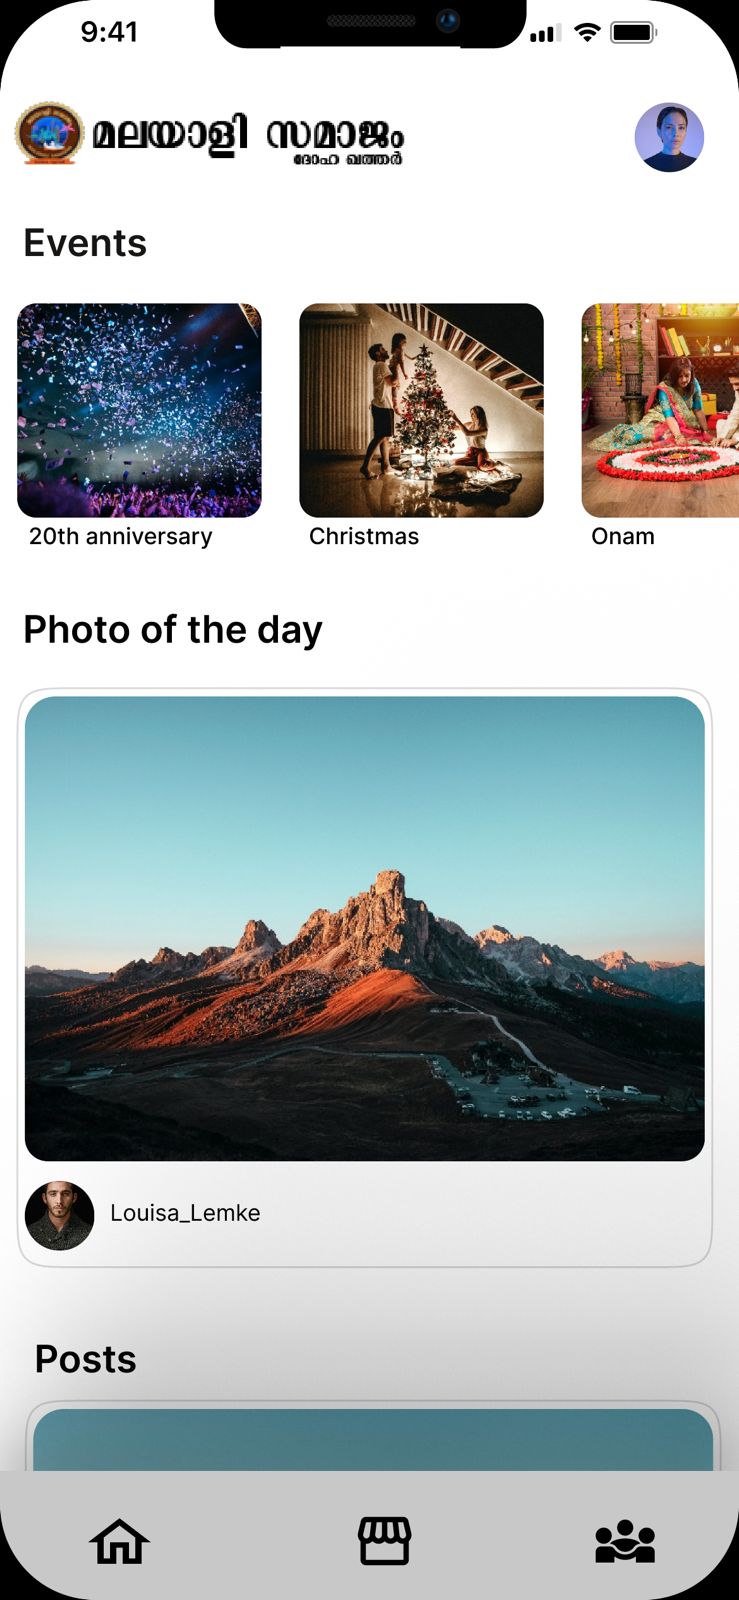 9:41
മലയാളി സമാജം
ദോഹ ഖത്തർ
Events
20th anniversary
Christmas
Onam
Photo of the day
Louisa_Lemke
Posts